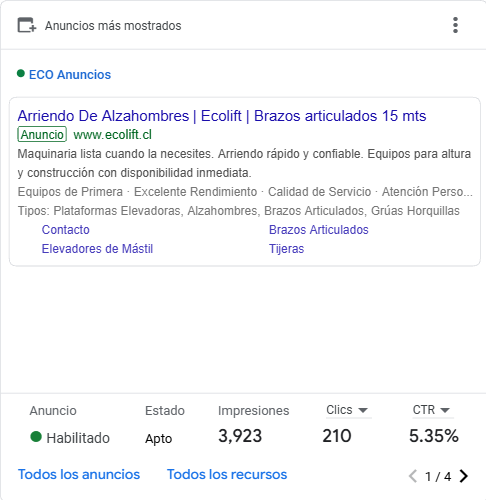 Anuncios más mostrados
ECO Anuncios
Arriendo De Alzahombres | Ecolift | Brazos articulados 15 mts
Anuncio www.ecolift.cl
Maquinaria lista cuando la necesites. Arriendo rápido y confiable. Equipos para altura
y construcción con disponibilidad inmediata.
Equipos de Primera · Excelente Rendimiento · Calidad de Servicio · Atención Perso...
Tipos: Plataformas Elevadoras, Alzahombres, Brazos Articulados, Grúas Horquillas
Contacto Brazos Articulados
Elevadores de Mástil Tijeras
Anuncio Estado Impresiones Clics CTR
Habilitado Apto 3,923 210 5.35%
Todos los anuncios Todos los recursos 1 / 4